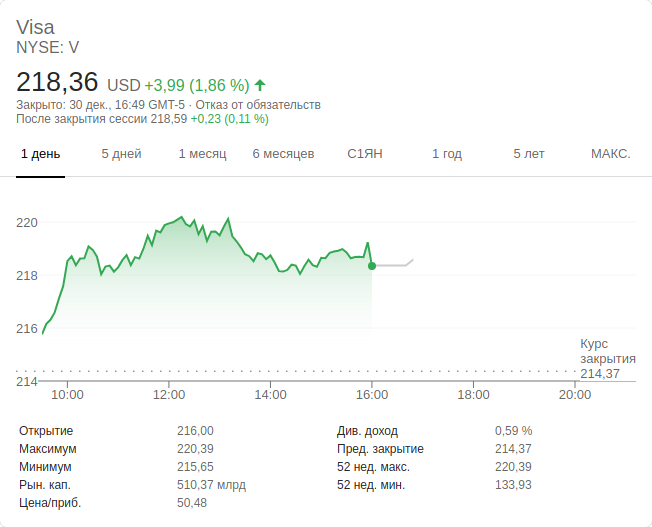 Visa
NYSE: V
218,36 USD +3,99 (1,86 %)
Закрыто: 30 дек., 16:49 GMT-5 · Отказ от обязательств
После закрытия сессии 218,59 +0,23 (0,11 %)
1 день 5 дней 1 месяц 6 месяцев С1ЯН 1 год 5 лет МАКС.
220
218
216
214
Курс
закрытия
214,37
10:00 12:00 14:00 16:00 18:00 20:00
Открытие 216,00 Див. доход 0,59 %
Максимум 220,39 Пред. закрытие 214,37
Минимум 215,65 52 нед. макс. 220,39
Рын. кап. 510,37 млрд 52 нед. мин. 133,93
Цена/приб. 50,48